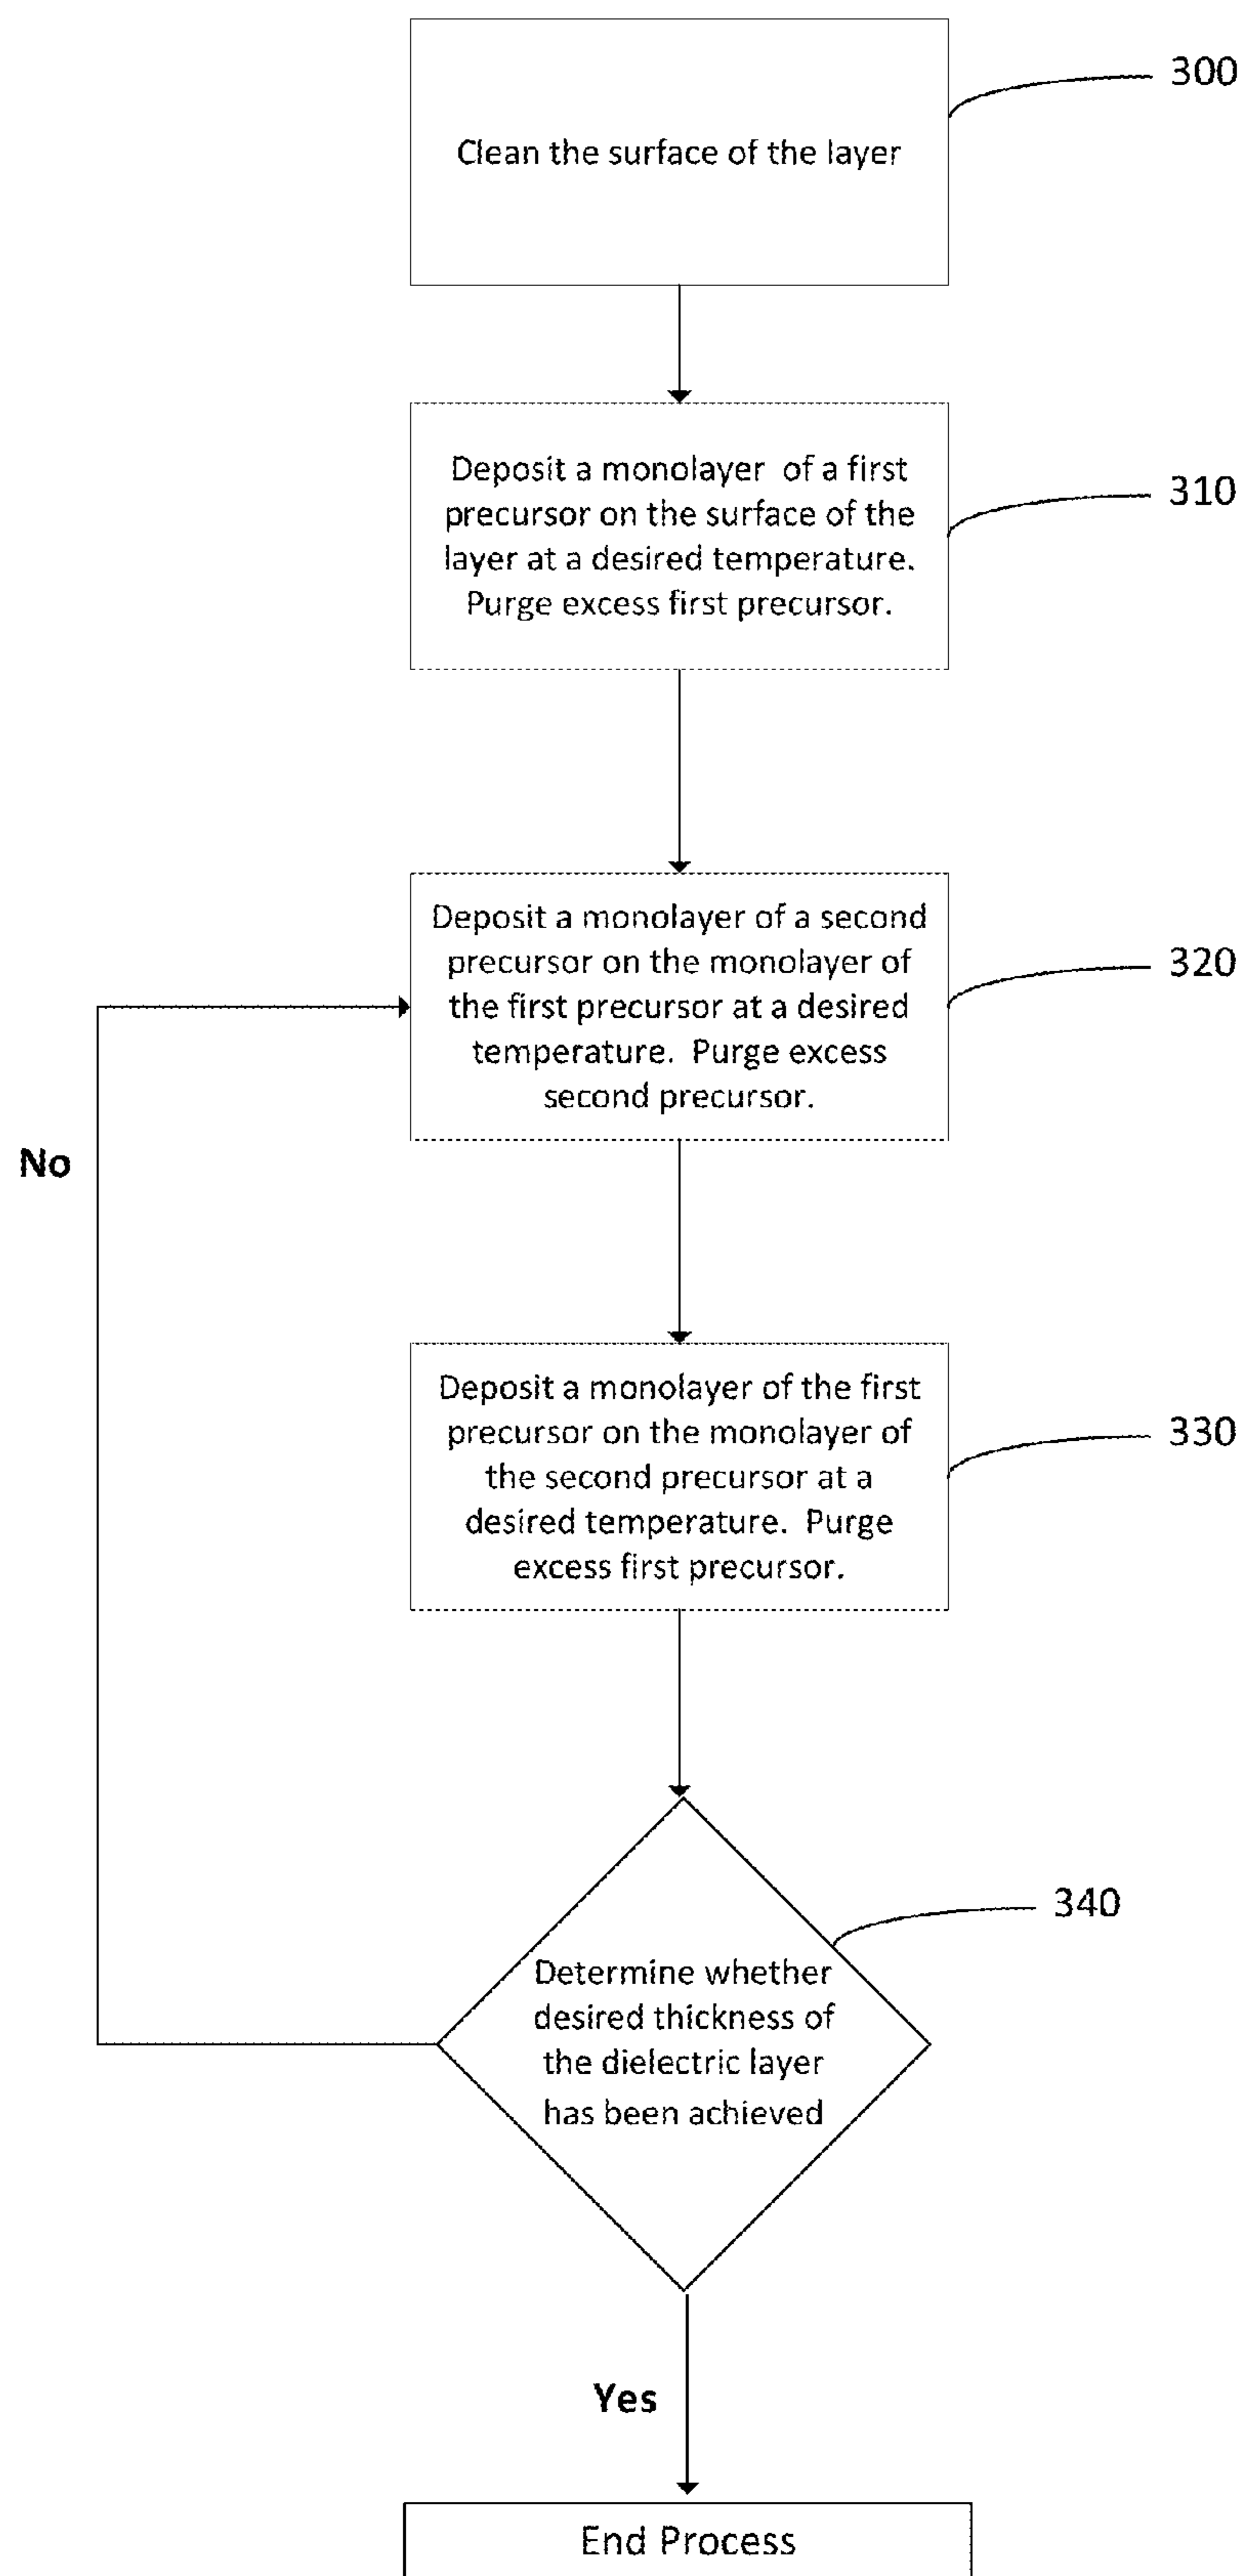 300
Clean the surface of the layer
Deposit a monolayer of a first
precursor on the surface of the
layer at a desired temperature.
Purge excess first precursor.
310
Deposit a monolayer of a second
precursor on the monolayer of
the first precursor at a desired
temperature. Purge excess
second precursor.
320
No
Deposit a monolayer of the first
precursor on the monolayer of
the second precursor at a
desired temperature. Purge
excess first precursor.
330
340
Determine whether
desired thickness of
the dielectric layer
has been achieved
Yes
End Process